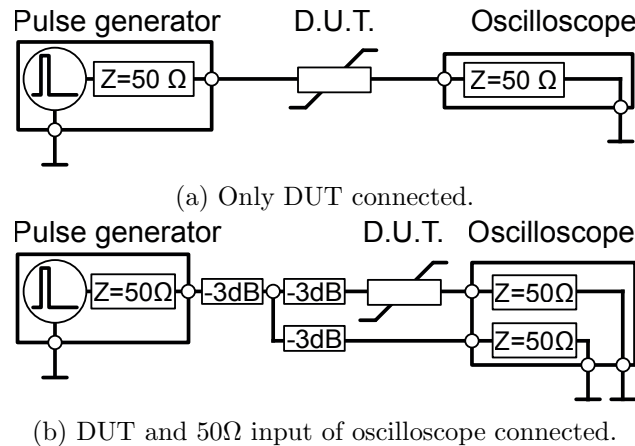 Pulse generator D.U.T. Oscilloscope
Z=50 Ω Z=50 Ω
(a) Only DUT connected.
Pulse generator D.U.T. Oscilloscope
Z=50Ω -3dB -3dB Z=50Ω
-3dB Z=50Ω
(b) DUT and 50Ω input of oscilloscope connected.